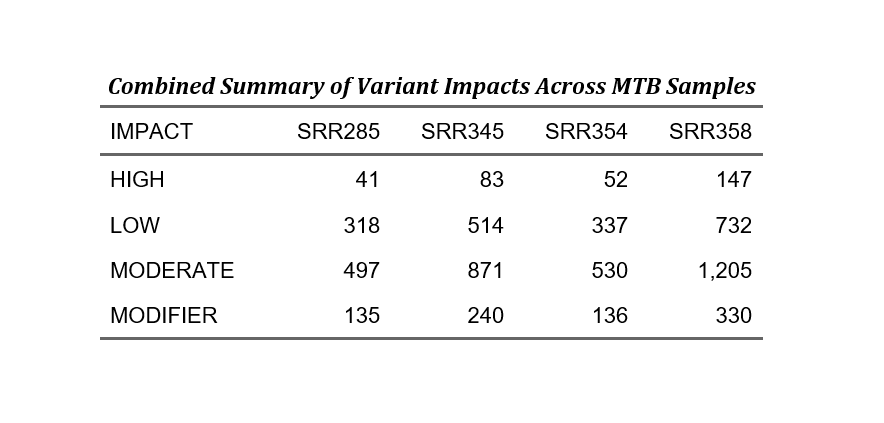 Combined Summary of Variant Impacts Across MTB Samples
IMPACT SRR285 SRR345 SRR354 SRR358
HIGH 41 83 52 147
LOW 318 514 337 732
MODERATE 497 871 530 1,205
MODIFIER 135 240 136 330